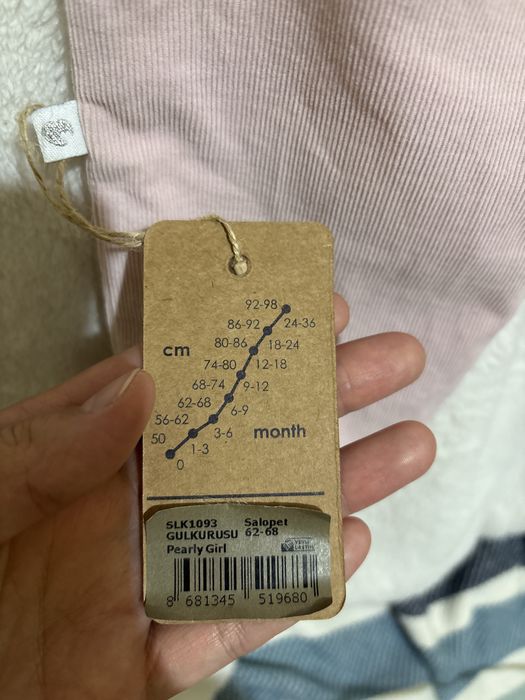 92-98
86-92 24-36
80-86 18-24
cm
74-80 12-18
68-74 9-12
62-68 6-9
56-62 3-6 month
50 1-3
0
SLK1093 Salopet
GULKURUSU 62-68
Pearly Girl
8 681345 519680